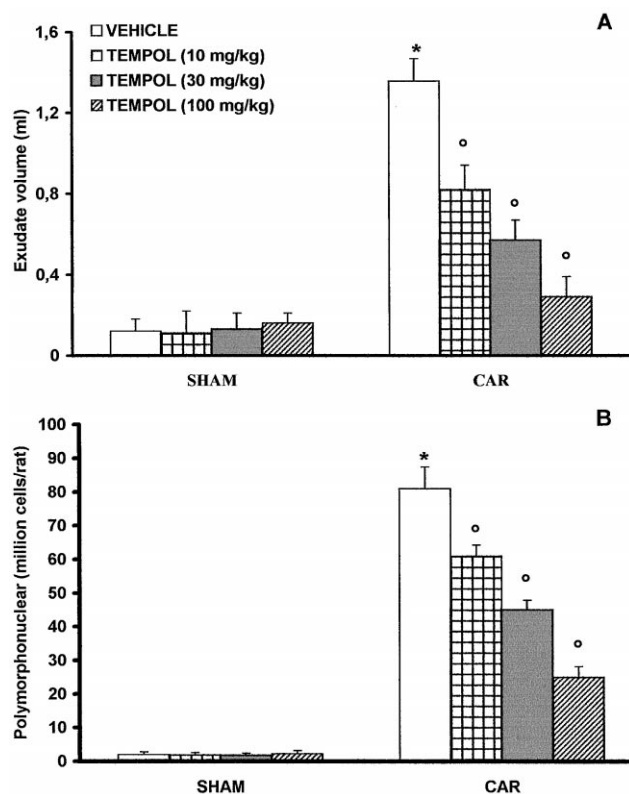 A
VEHICLE
TEMPOL (10 mg/kg)
TEMPOL (30 mg/kg)
TEMPOL (100 mg/kg)
Exudate volume (ml)
1,6
1,2
0,8
0,4
0
*
°
°
°
SHAM CAR
B
Polymorphonuclear (million cells/rat)
100
90
80
70
60
50
40
30
20
10
0
*
°
°
°
SHAM CAR